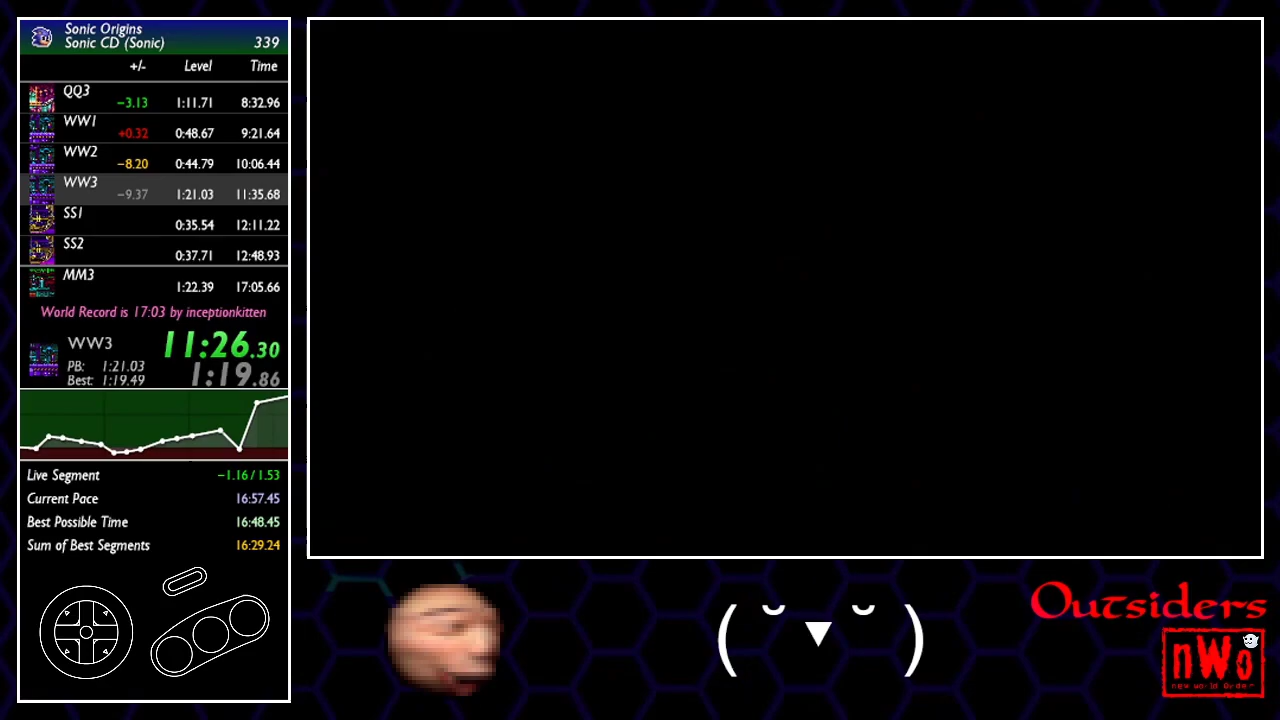 Sonic Origins
Sonic CD (Sonic) 339
+/- Level Time
QQ3 −3.13 1:11.71 8:32.96
WW1 +0.32 0:48.67 9:21.64
WW2 −8.20 0:44.79 10:06.44
WW3 −9.37 1:21.03 11:35.68
SS1 0:35.54 12:11.22
SS2 0:37.71 12:48.93
MM3 1:22.39 17:05.66
World Record is 17:03 by inceptionkitten
WW3 11:26.30
PB: 1:21.03 1:19.86
Best: 1:19.49
Live Segment −1.16 / 1.53
Current Pace 16:57.45
Best Possible Time 16:48.45
Sum of Best Segments 16:29.24
( ˘ ▾ ˘ )
Outsiders
nWo
new world Order